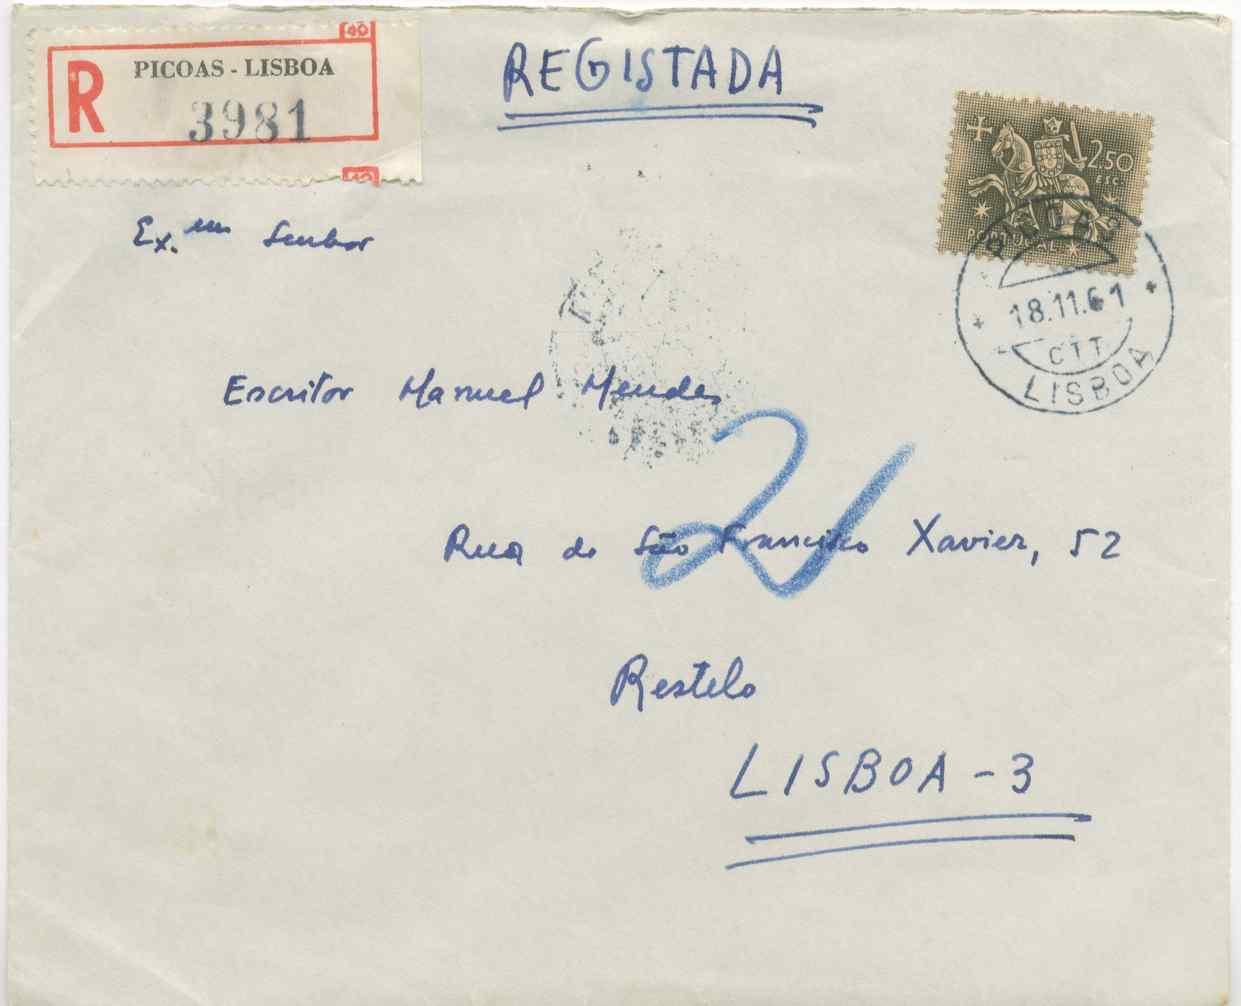 R
PICOAS - LISBOA
3981
REGISTADA
2$50
ESC.
PORTUGAL
18.11.61
CTT
LISBOA
Ex.mo Senhor
Escritor Manuel Mendes
Rua de São Francisco Xavier, 52
Restelo
LISBOA - 3